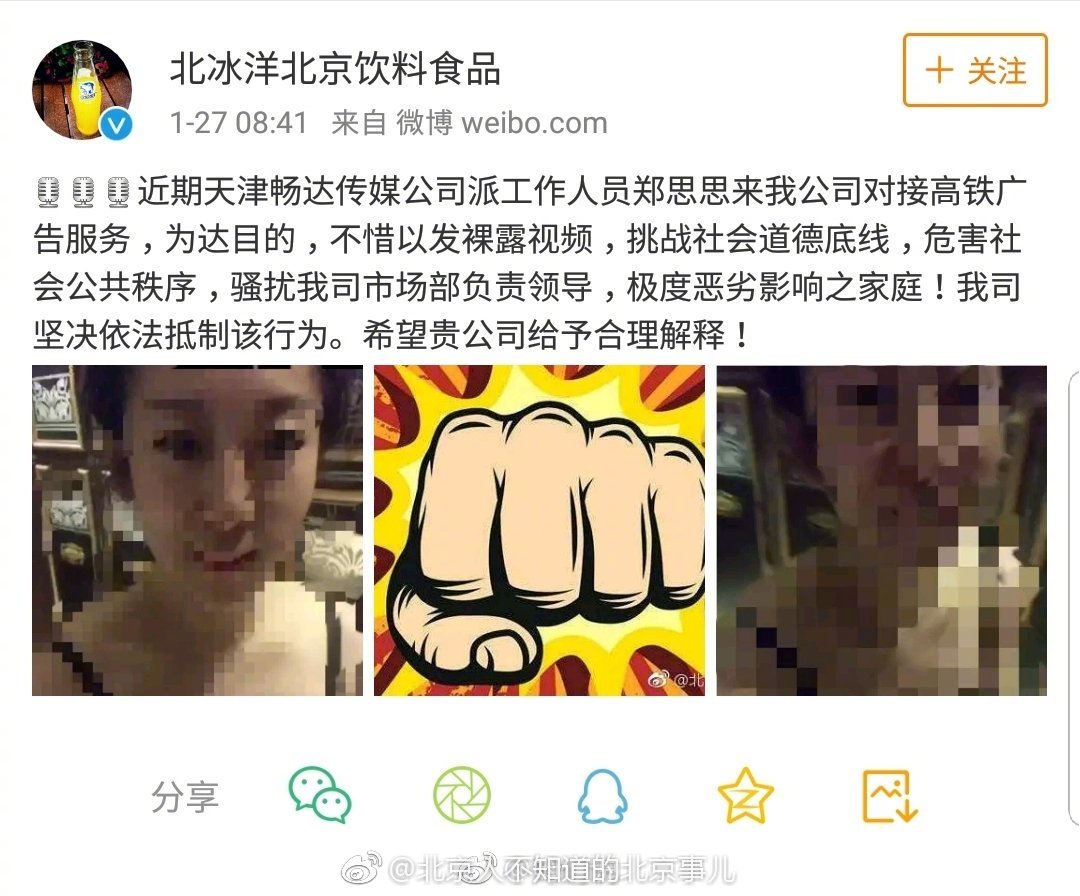 北冰洋北京饮料食品
+ 关注
1-27 08:41 来自 微博 weibo.com
近期天津畅达传媒公司派工作人员郑思思来我公司对接高铁广
告服务，为达目的，不惜以发裸露视频，挑战社会道德底线，危害社
会公共秩序，骚扰我司市场部负责领导，极度恶劣影响之家庭！我司
坚决依法抵制该行为。希望贵公司给予合理解释！
@北
分享
@北京人不知道的北京事儿